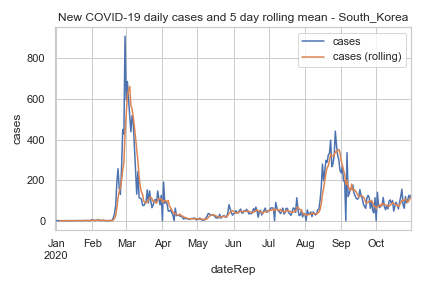 New COVID-19 daily cases and 5 day rolling mean - South_Korea
cases
cases (rolling)
800
600
400
200
0
cases
Jan Feb Mar Apr May Jun Jul Aug Sep Oct
2020
dateRep